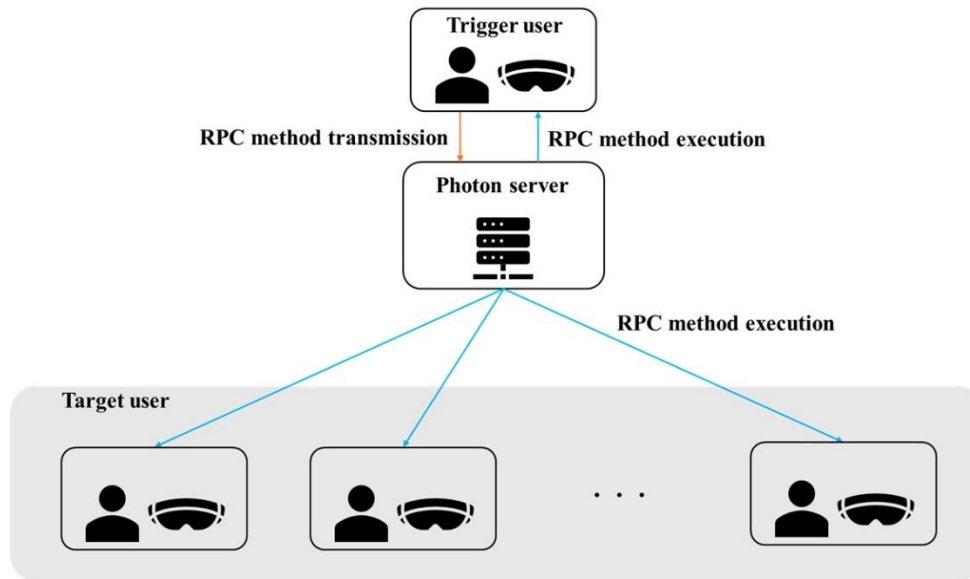 Trigger user
RPC method transmission
RPC method execution
Photon server
RPC method execution
Target user
. . .